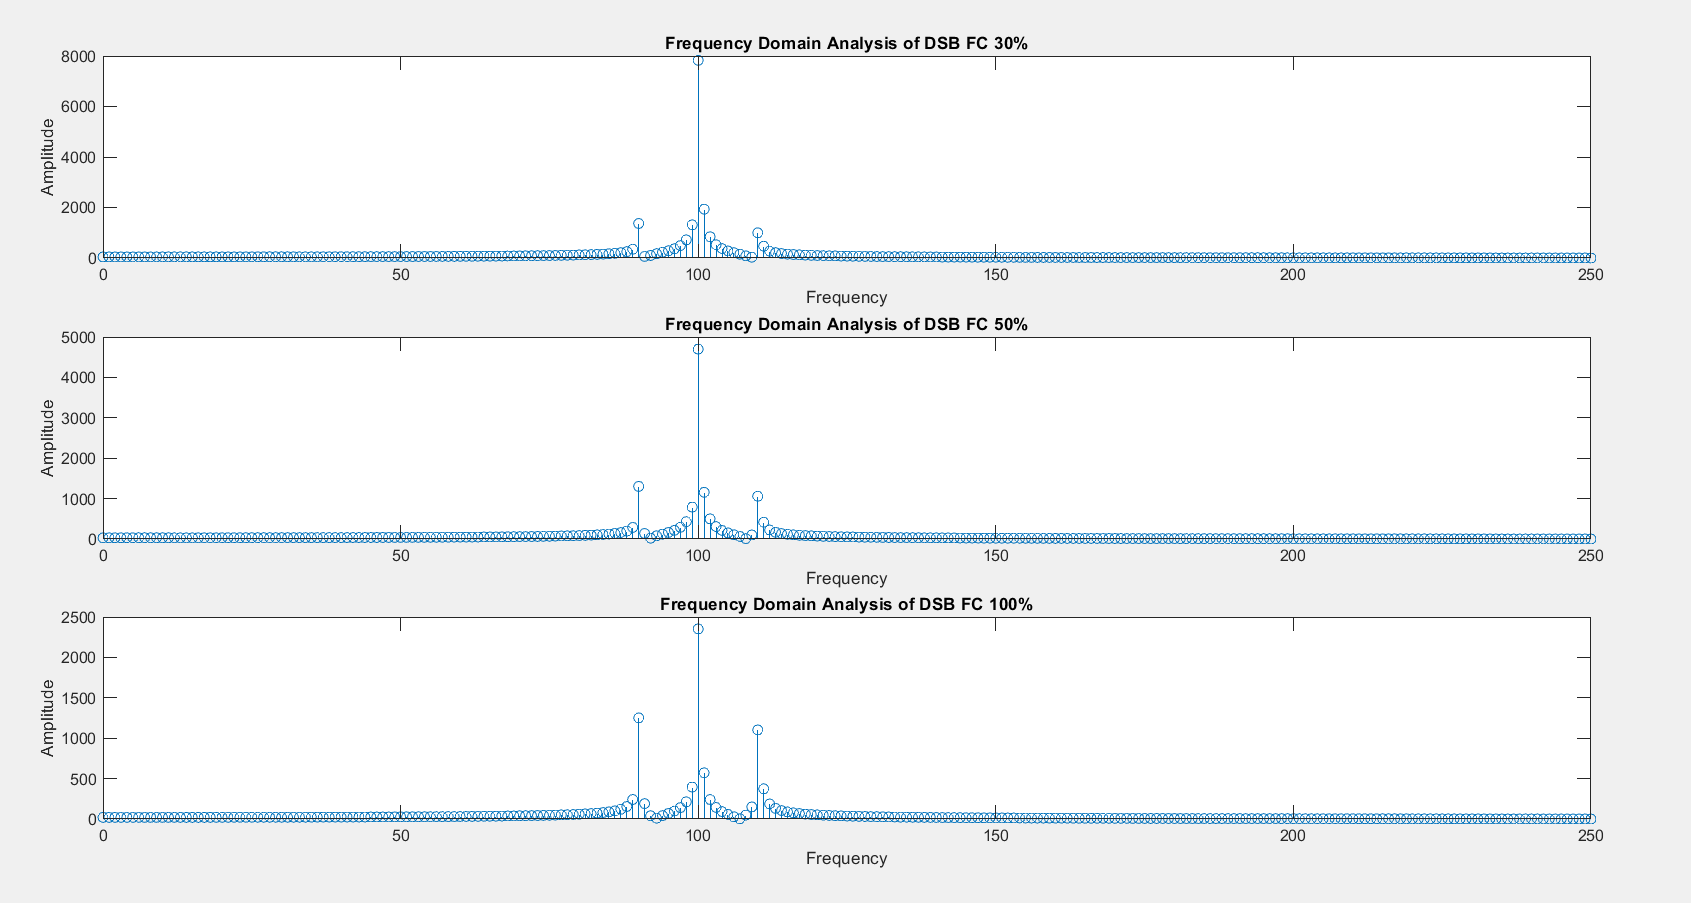 Frequency Domain Analysis of DSB FC 30%
8000
6000
4000
2000
0
Amplitude
0 50 100 150 200 250
Frequency
Frequency Domain Analysis of DSB FC 50%
5000
4000
3000
2000
1000
0
Amplitude
0 50 100 150 200 250
Frequency
Frequency Domain Analysis of DSB FC 100%
2500
2000
1500
1000
500
0
Amplitude
0 50 100 150 200 250
Frequency